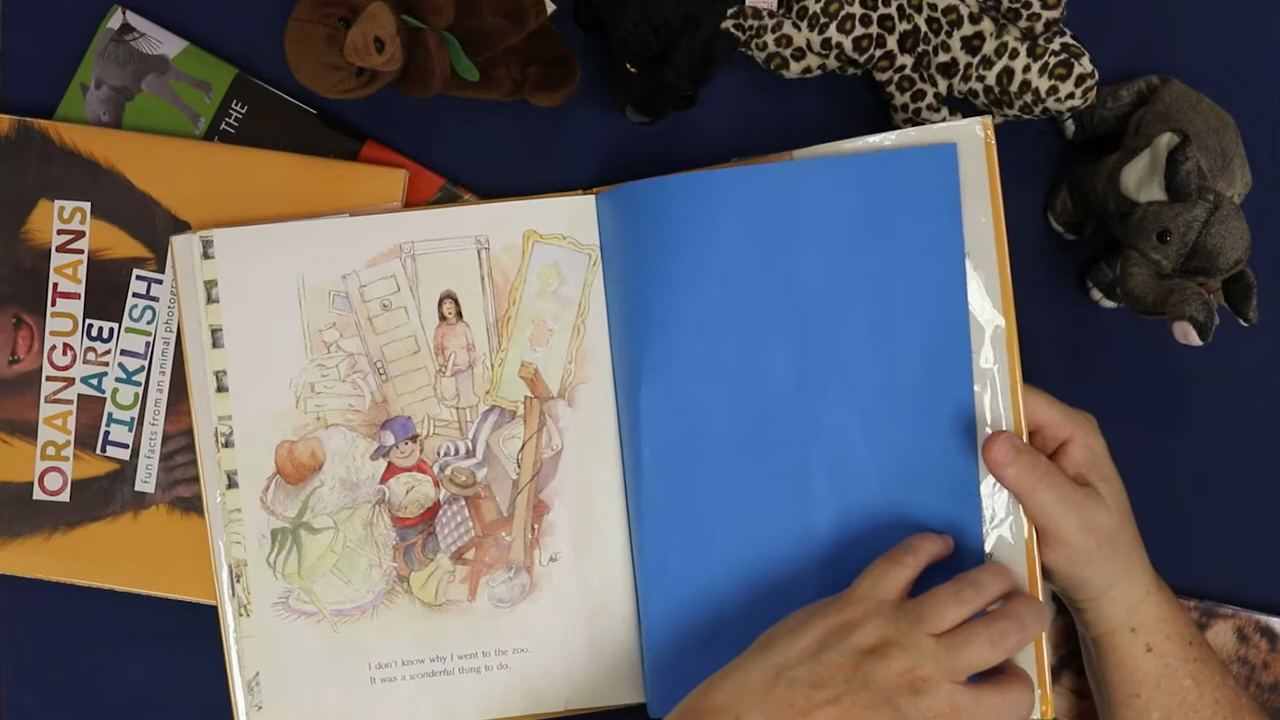 THE
ORANGUTANS
ARE
TICKLISH
fun facts from an animal
I don't know why I went to the zoo.
It was a wonderful thing to do.